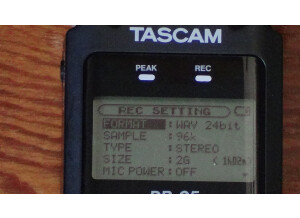 TASCAM
PEAK REC
REC SETTING
FORMAT : WAV 24bit
SAMPLE : 96k
TYPE : STEREO
SIZE : 2G
MIC POWER: OFF